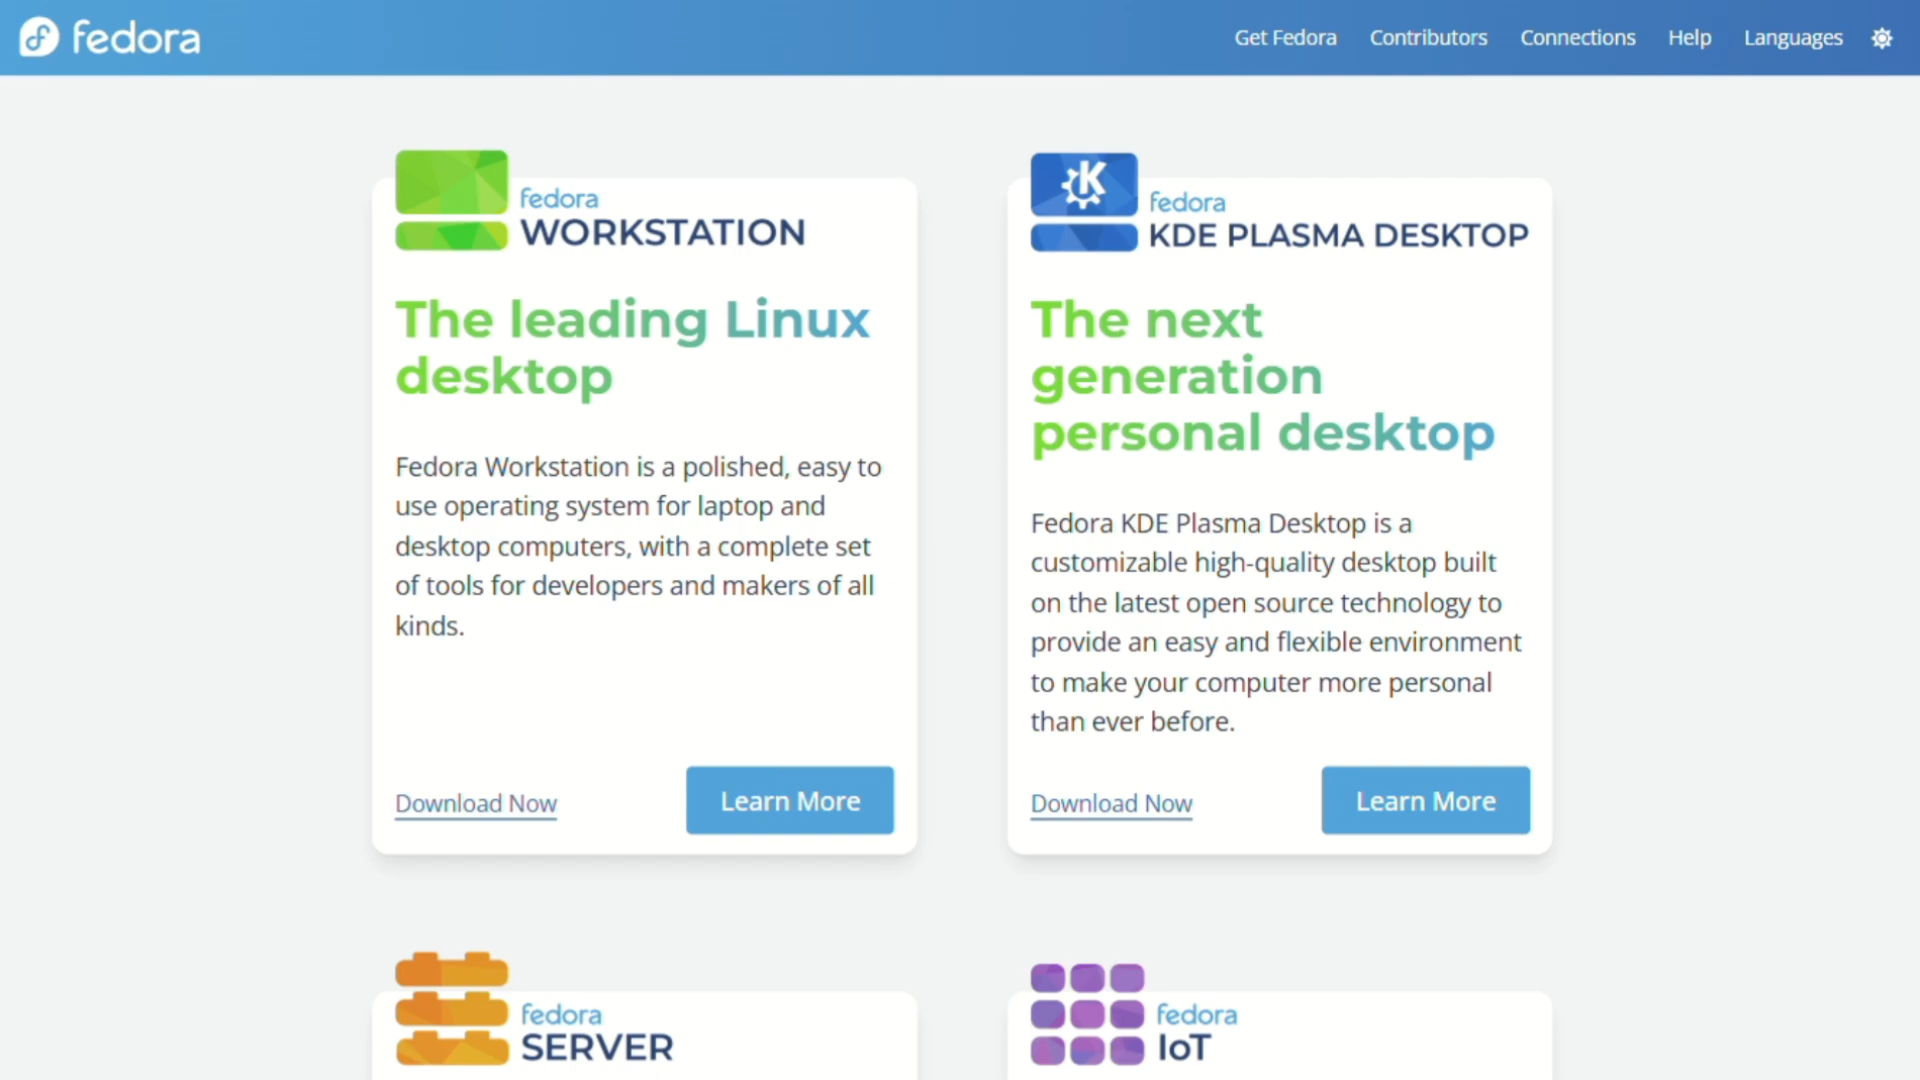 fedora
Get Fedora
Contributors
Connections
Help
Languages
fedora
WORKSTATION
The leading Linux
desktop
Fedora Workstation is a polished, easy to
use operating system for laptop and
desktop computers, with a complete set
of tools for developers and makers of all
kinds.
Download Now
Learn More
fedora
KDE PLASMA DESKTOP
The next
generation
personal desktop
Fedora KDE Plasma Desktop is a
customizable high-quality desktop built
on the latest open source technology to
provide an easy and flexible environment
to make your computer more personal
than ever before.
Download Now
Learn More
fedora
SERVER
fedora
IoT